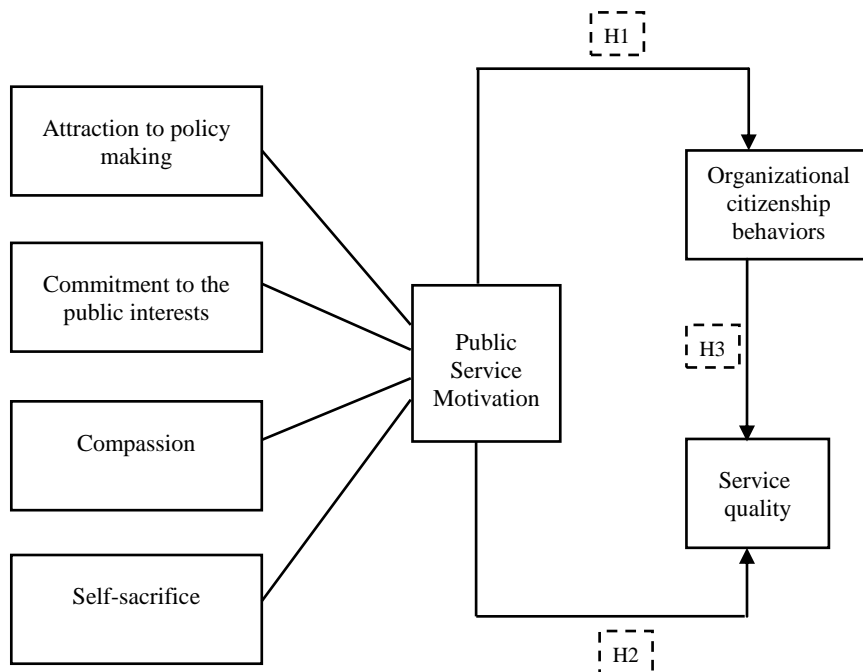 H1
Attraction to policy
making
Organizational
citizenship
behaviors
Commitment to the
public interests
Public
Service
Motivation
H3
Compassion
Service
quality
Self-sacrifice
H2